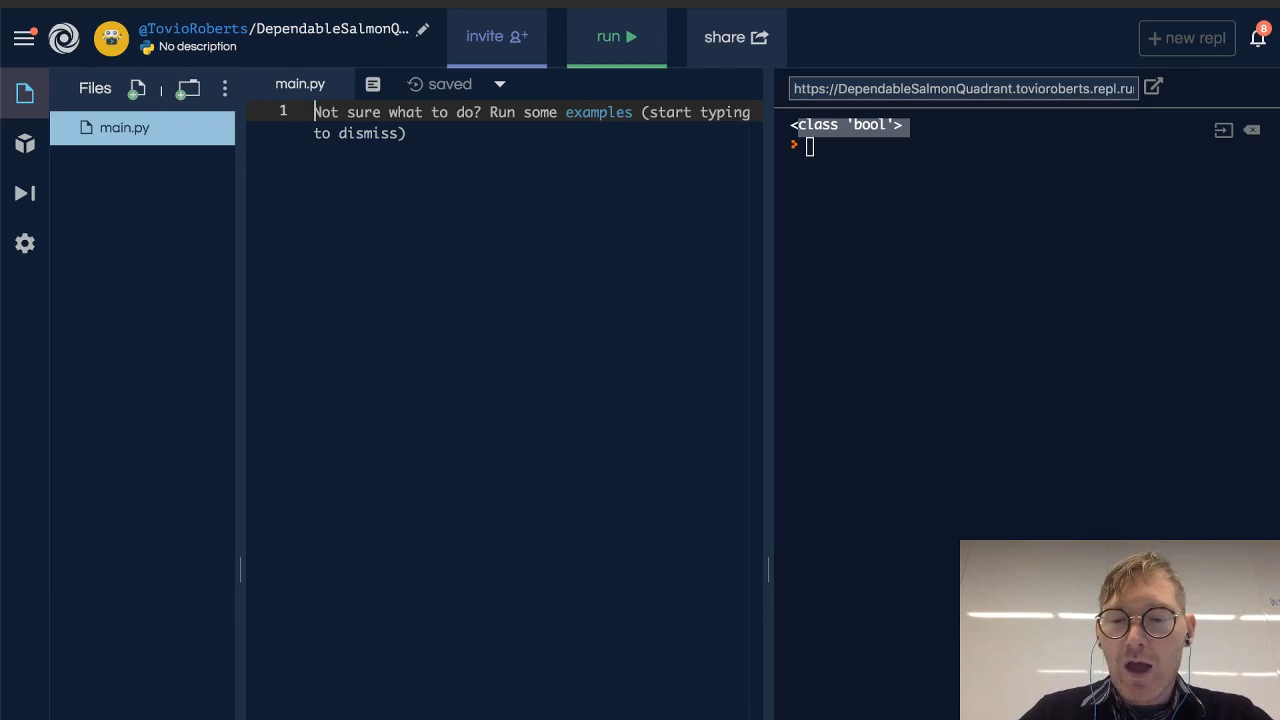 @TovioRoberts/DependableSalmonQ...
No description
invite
run
share
+ new repl
8
Files
main.py
saved
https://DependableSalmonQuadrant.tovioroberts.repl.ru
main.py
1
Not sure what to do? Run some examples (start typing
to dismiss)
<class 'bool'>